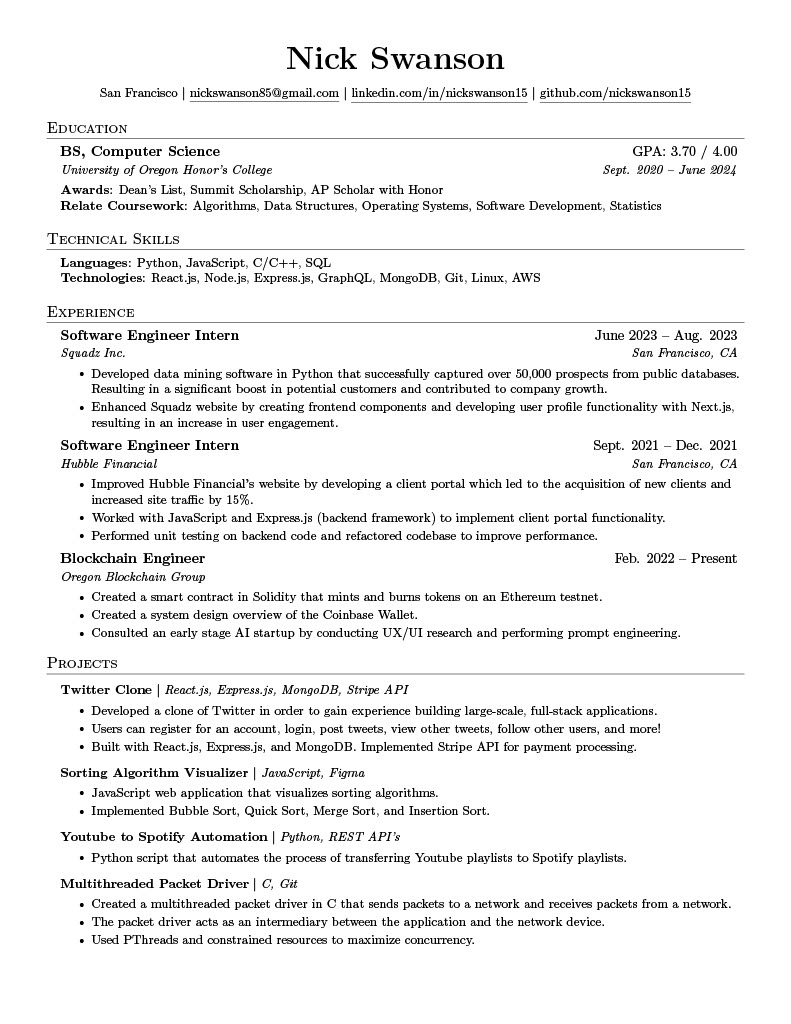 Nick Swanson
San Francisco | nickswanson85@gmail.com | linkedin.com/in/nickswanson15 | github.com/nickswanson15
Education
BS, Computer Science GPA: 3.70 / 4.00
University of Oregon Honor's College Sept. 2020 – June 2024
Awards: Dean's List, Summit Scholarship, AP Scholar with Honor
Relate Coursework: Algorithms, Data Structures, Operating Systems, Software Development, Statistics
Technical Skills
Languages: Python, JavaScript, C/C++, SQL
Technologies: React.js, Node.js, Express.js, GraphQL, MongoDB, Git, Linux, AWS
Experience
Software Engineer Intern June 2023 – Aug. 2023
Squadz Inc. San Francisco, CA
• Developed data mining software in Python that successfully captured over 50,000 prospects from public databases.
Resulting in a significant boost in potential customers and contributed to company growth.
• Enhanced Squadz website by creating frontend components and developing user profile functionality with Next.js,
resulting in an increase in user engagement.
Software Engineer Intern Sept. 2021 – Dec. 2021
Hubble Financial San Francisco, CA
• Improved Hubble Financial's website by developing a client portal which led to the acquisition of new clients and
increased site traffic by 15%.
• Worked with JavaScript and Express.js (backend framework) to implement client portal functionality.
• Performed unit testing on backend code and refactored codebase to improve performance.
Blockchain Engineer Feb. 2022 – Present
Oregon Blockchain Group
• Created a smart contract in Solidity that mints and burns tokens on an Ethereum testnet.
• Created a system design overview of the Coinbase Wallet.
• Consulted an early stage AI startup by conducting UX/UI research and performing prompt engineering.
Projects
Twitter Clone | React.js, Express.js, MongoDB, Stripe API
• Developed a clone of Twitter in order to gain experience building large-scale, full-stack applications.
• Users can register for an account, login, post tweets, view other tweets, follow other users, and more!
• Built with React.js, Express.js, and MongoDB. Implemented Stripe API for payment processing.
Sorting Algorithm Visualizer | JavaScript, Figma
• JavaScript web application that visualizes sorting algorithms.
• Implemented Bubble Sort, Quick Sort, Merge Sort, and Insertion Sort.
Youtube to Spotify Automation | Python, REST API's
• Python script that automates the process of transferring Youtube playlists to Spotify playlists.
Multithreaded Packet Driver | C, Git
• Created a multithreaded packet driver in C that sends packets to a network and receives packets from a network.
• The packet driver acts as an intermediary between the application and the network device.
• Used PThreads and constrained resources to maximize concurrency.